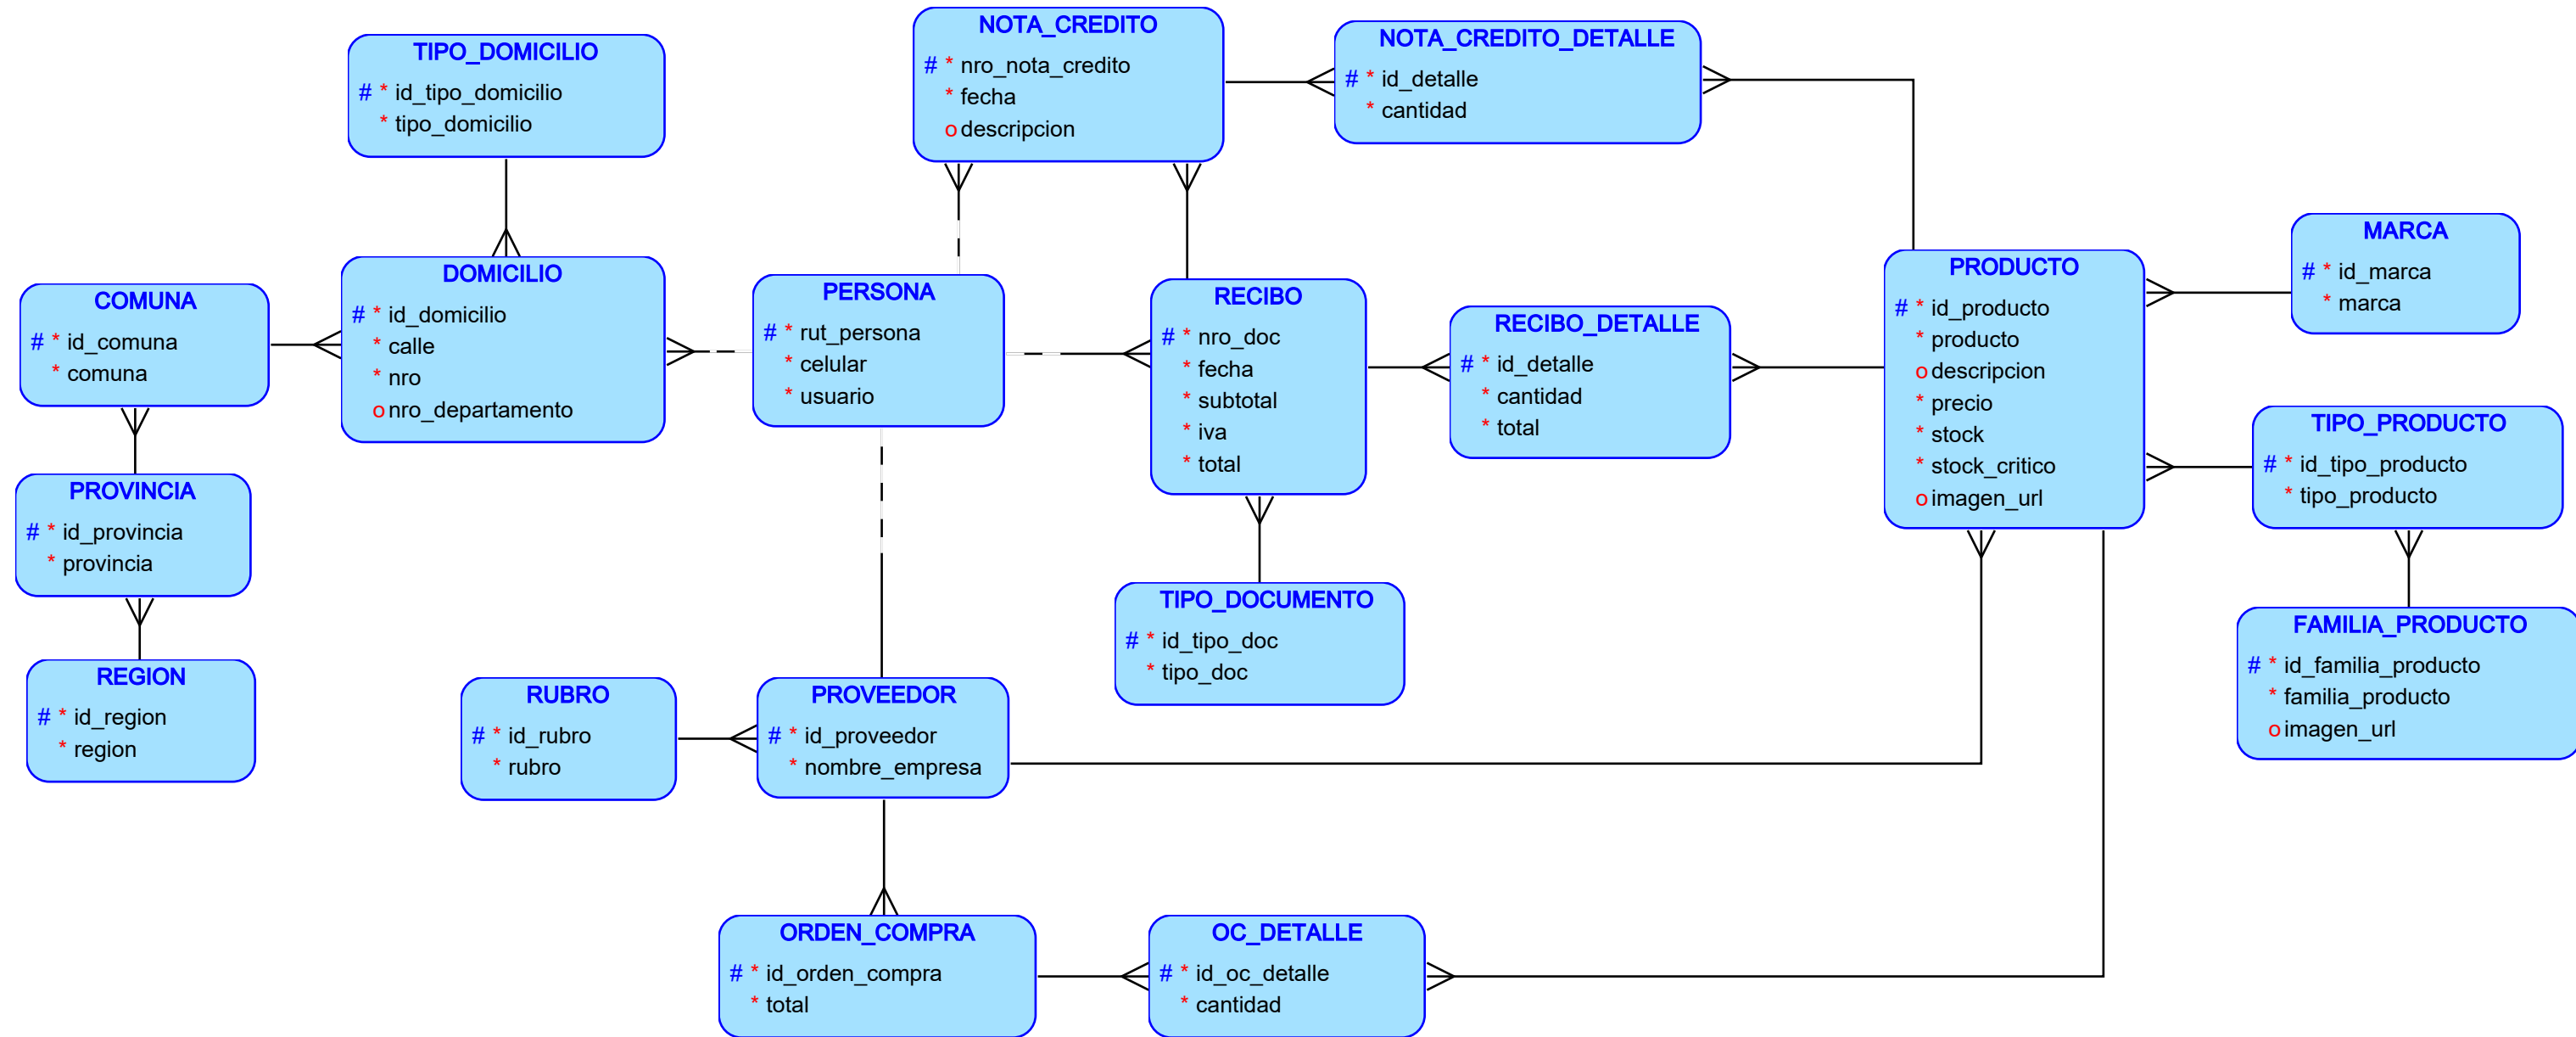 TIPO_DOMICILIO
# * id_tipo_domicilio
* tipo_domicilio
NOTA_CREDITO
# * nro_nota_credito
* fecha
o descripcion
NOTA_CREDITO_DETALLE
# * id_detalle
* cantidad
COMUNA
# * id_comuna
* comuna
DOMICILIO
# * id_domicilio
* calle
* nro
o nro_departamento
PERSONA
# * rut_persona
* celular
* usuario
RECIBO
# * nro_doc
* fecha
* subtotal
* iva
* total
RECIBO_DETALLE
# * id_detalle
* cantidad
* total
PRODUCTO
# * id_producto
* producto
o descripcion
* precio
* stock
* stock_critico
o imagen_url
MARCA
# * id_marca
* marca
TIPO_PRODUCTO
# * id_tipo_producto
* tipo_producto
PROVINCIA
# * id_provincia
* provincia
TIPO_DOCUMENTO
# * id_tipo_doc
* tipo_doc
FAMILIA_PRODUCTO
# * id_familia_producto
* familia_producto
o imagen_url
REGION
# * id_region
* region
RUBRO
# * id_rubro
* rubro
PROVEEDOR
# * id_proveedor
* nombre_empresa
ORDEN_COMPRA
# * id_orden_compra
* total
OC_DETALLE
# * id_oc_detalle
* cantidad